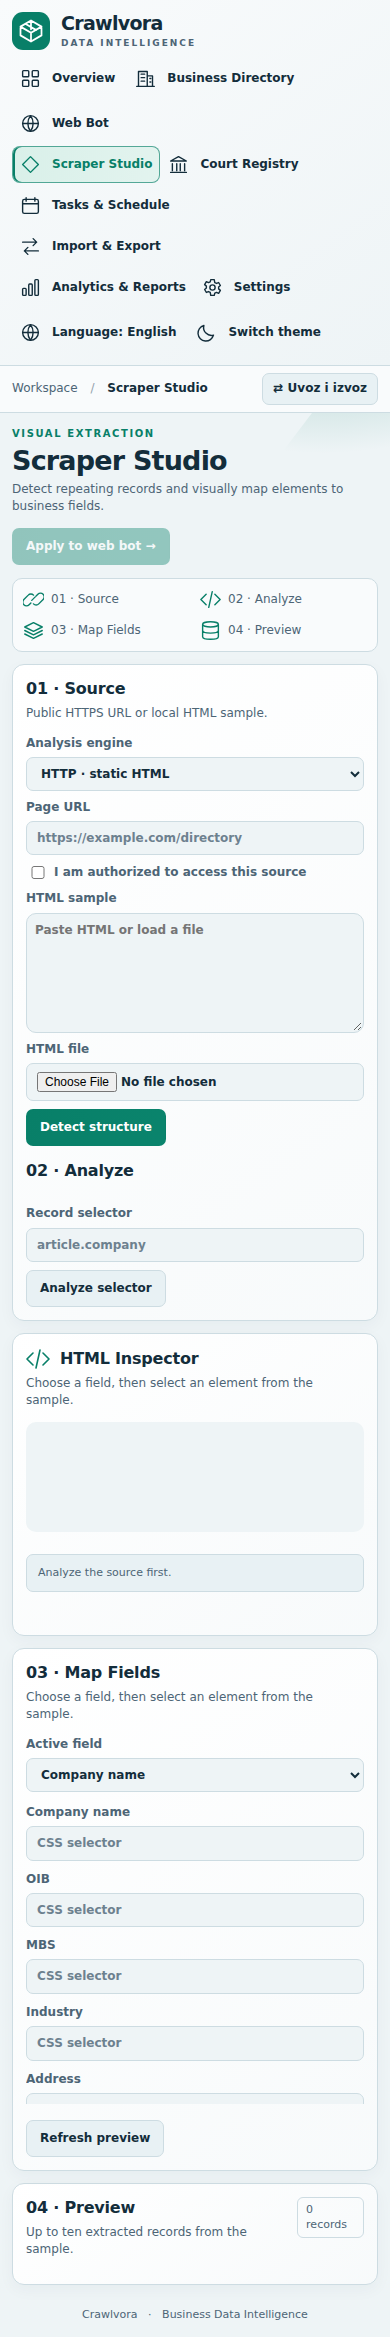 Crawlvora
DATA INTELLIGENCE
Overview
Business Directory
Web Bot
Scraper Studio
Court Registry
Tasks & Schedule
Import & Export
Analytics & Reports
Settings
Language: English
Switch theme
Workspace / Scraper Studio
⇄ Uvoz i izvoz
VISUAL EXTRACTION
Scraper Studio
Detect repeating records and visually map elements to
business fields.
Apply to web bot →
01 · Source
02 · Analyze
03 · Map Fields
04 · Preview
01 · Source
Public HTTPS URL or local HTML sample.
Analysis engine
HTTP · static HTML
Page URL
https://example.com/directory
I am authorized to access this source
HTML sample
Paste HTML or load a file
HTML file
Choose File No file chosen
Detect structure
02 · Analyze
Record selector
article.company
Analyze selector
HTML Inspector
Choose a field, then select an element from the
sample.
Analyze the source first.
03 · Map Fields
Choose a field, then select an element from the
sample.
Active field
Company name
Company name
CSS selector
OIB
CSS selector
MBS
CSS selector
Industry
CSS selector
Address
Refresh preview
04 · Preview
0
records
Up to ten extracted records from the
sample.
Crawlvora · Business Data Intelligence